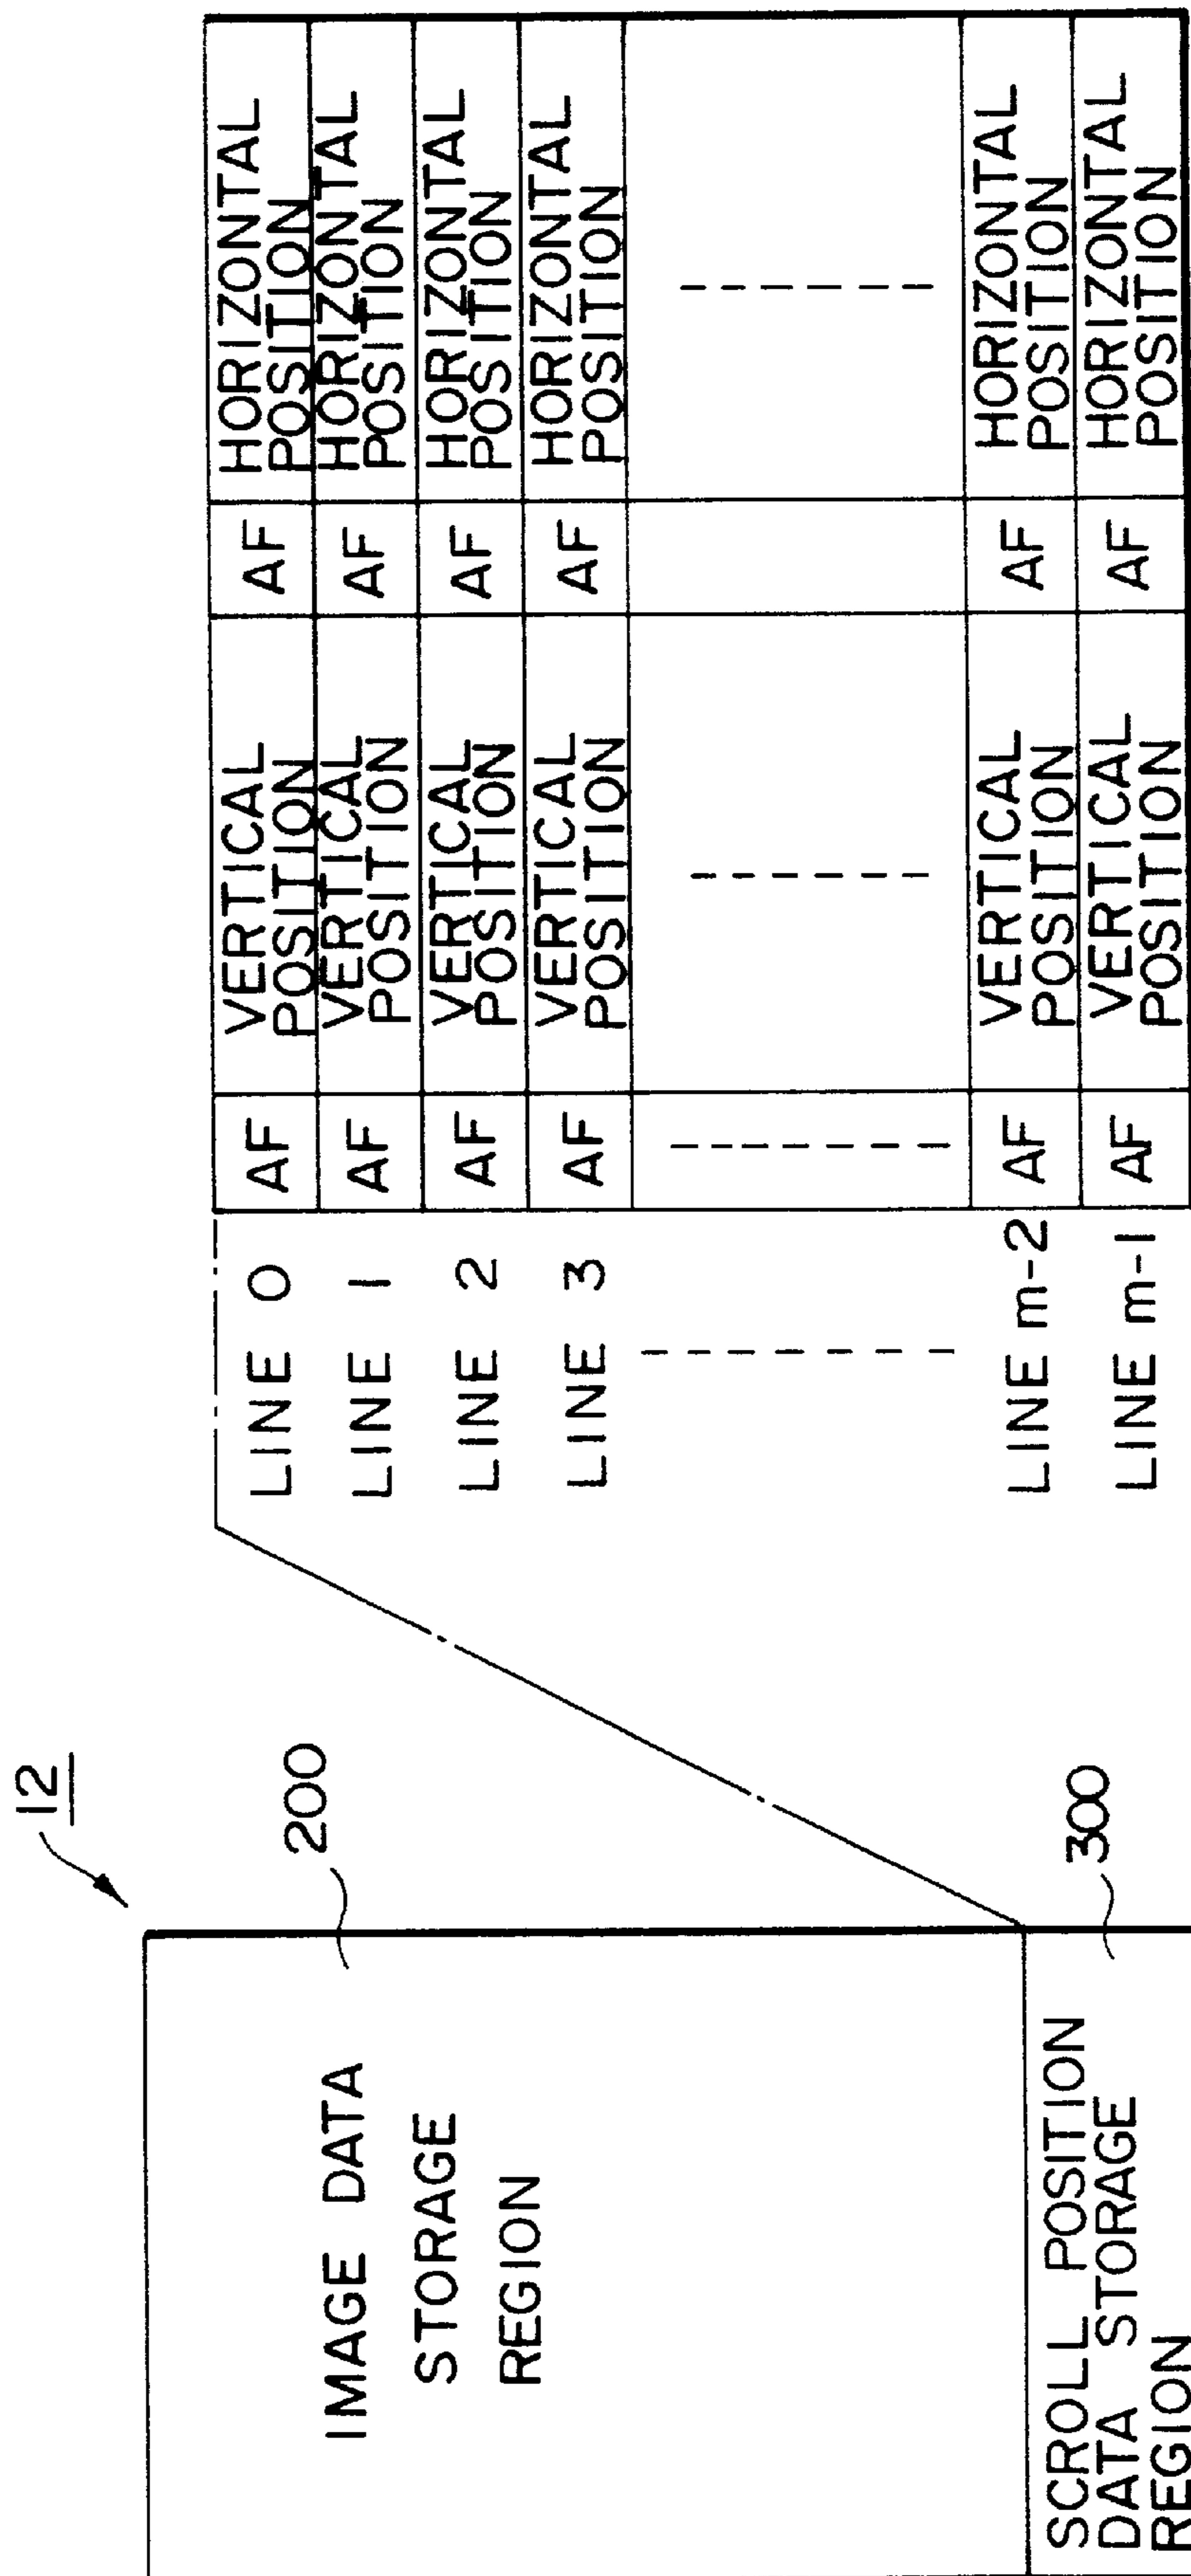 12
200
IMAGE DATA
STORAGE
REGION
300
SCROLL POSITION
DATA STORAGE
REGION
LINE 0 AF VERTICAL POSITION AF HORIZONTAL POSITION
LINE 1 AF VERTICAL POSITION AF HORIZONTAL POSITION
LINE 2 AF VERTICAL POSITION AF HORIZONTAL POSITION
LINE 3 AF VERTICAL POSITION AF HORIZONTAL POSITION
LINE m-2 AF VERTICAL POSITION AF HORIZONTAL POSITION
LINE m-1 AF VERTICAL POSITION AF HORIZONTAL POSITION